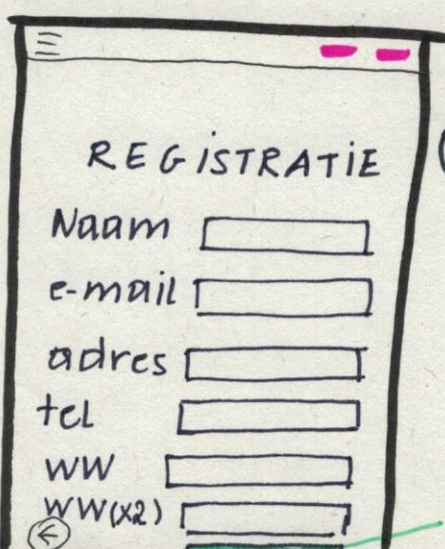 REGISTRATIE
Naam
e-mail
adres
tel
WW
WW(x2)